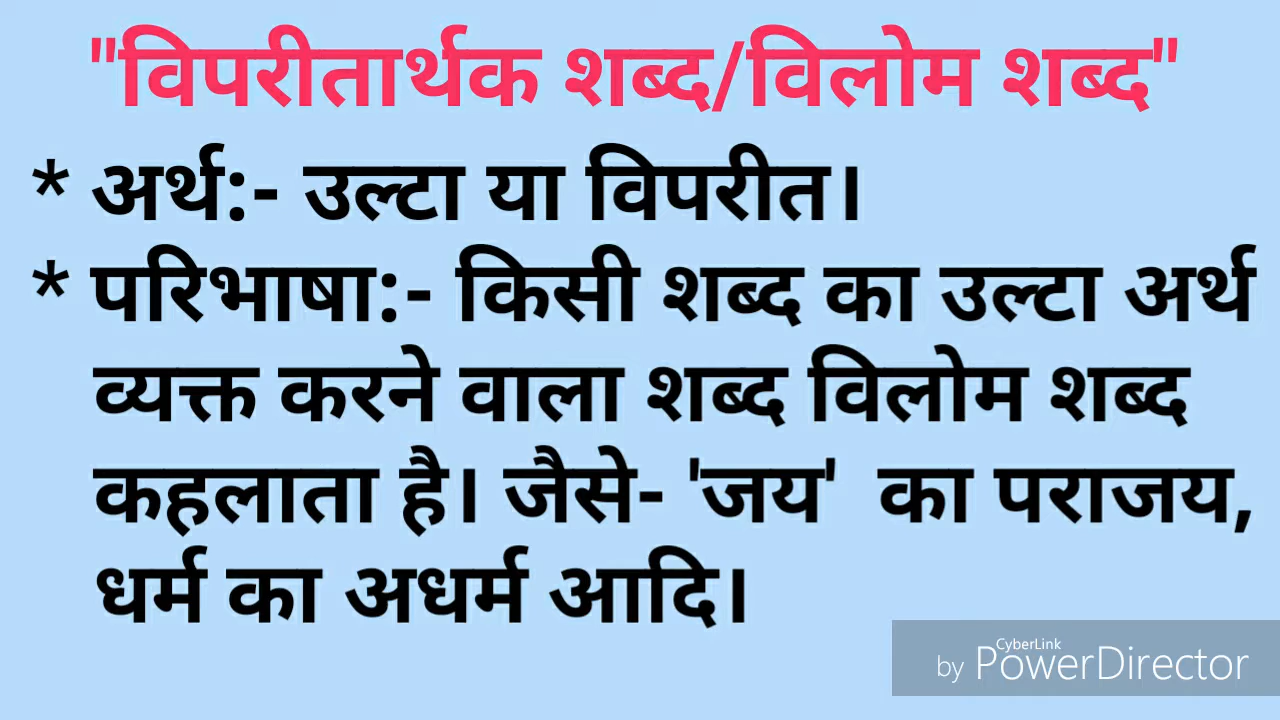 "विपरीतार्थक शब्द/विलोम शब्द"
* अर्थ:- उल्टा या विपरीत।
* परिभाषा:- किसी शब्द का उल्टा अर्थ
व्यक्त करने वाला शब्द विलोम शब्द
कहलाता है। जैसे- 'जय' का पराजय,
धर्म का अधर्म आदि।
CyberLink
by PowerDirector